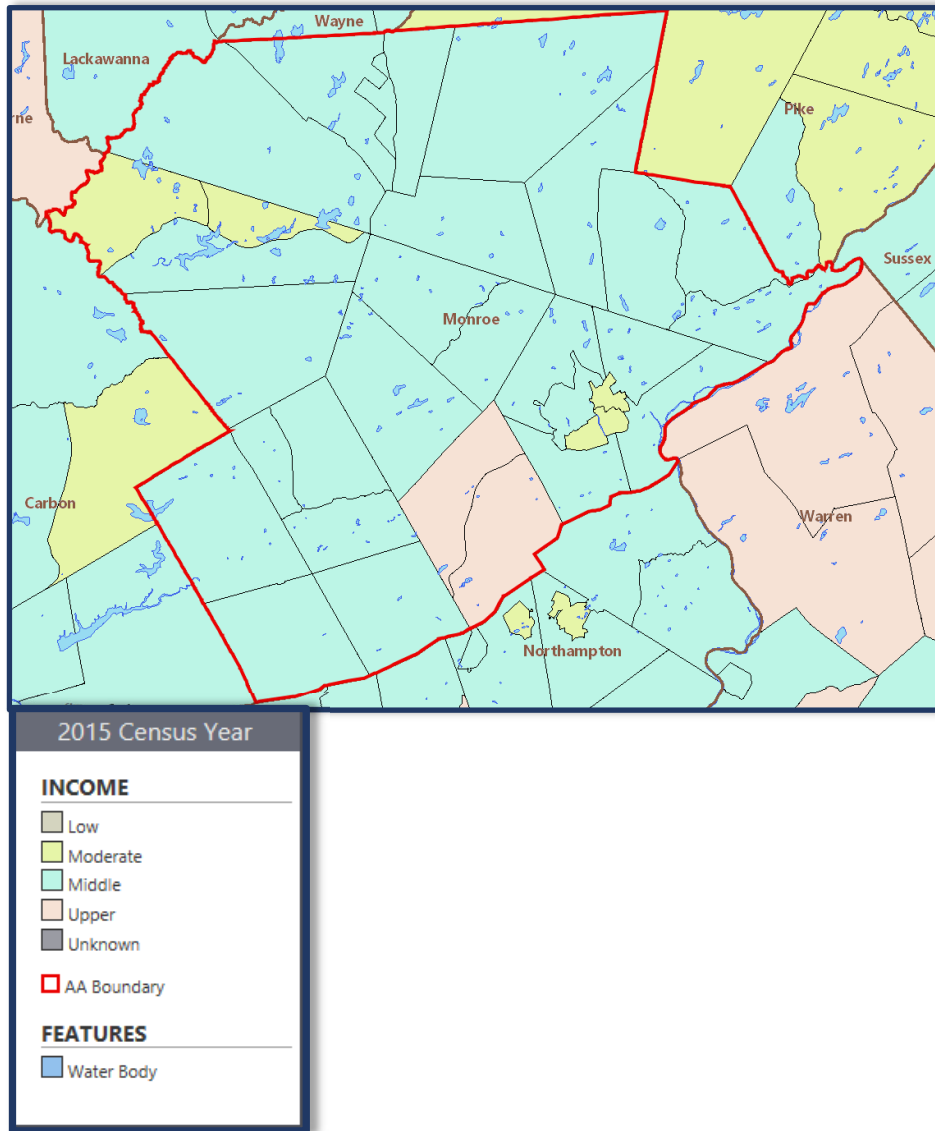 Wayne
Lackawanna
Pike
rne
Sussex
Monroe
Carbon
Warren
Northampton
2015 Census Year
INCOME
Low
Moderate
Middle
Upper
Unknown
AA Boundary
FEATURES
Water Body